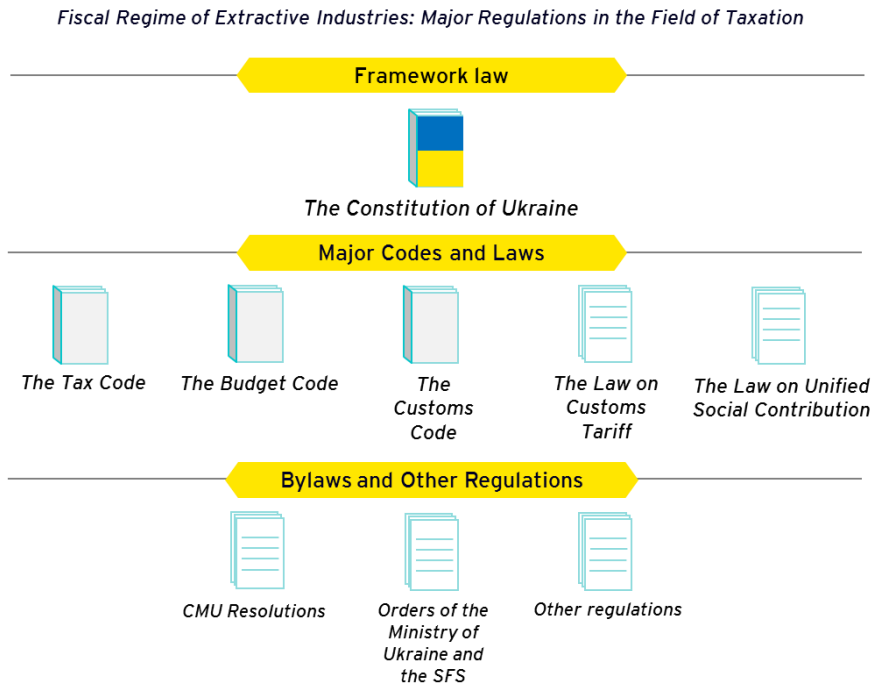 Fiscal Regime of Extractive Industries: Major Regulations in the Field of Taxation
Framework law
The Constitution of Ukraine
Major Codes and Laws
The Tax Code
The Budget Code
The
Customs
Code
The Law on
Customs
Tariff
The Law on Unified
Social Contribution
Bylaws and Other Regulations
CMU Resolutions
Orders of the
Ministry of
Ukraine and
the SFS
Other regulations